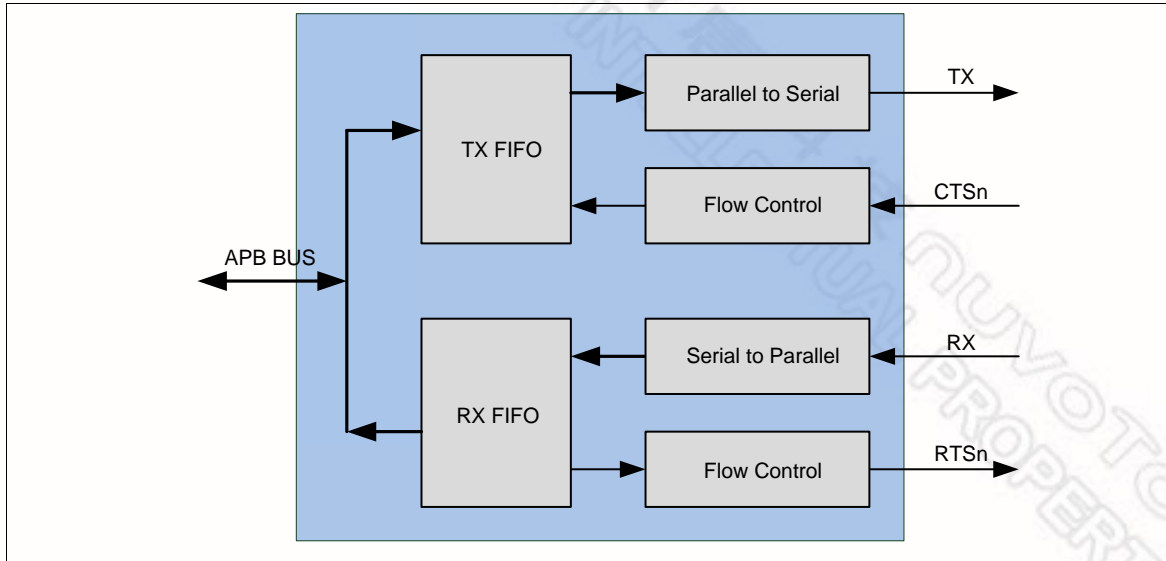 Parallel to Serial
TX
TX FIFO
Flow Control
CTSn
APB BUS
Serial to Parallel
RX
RX FIFO
Flow Control
RTSn
nuvoTo